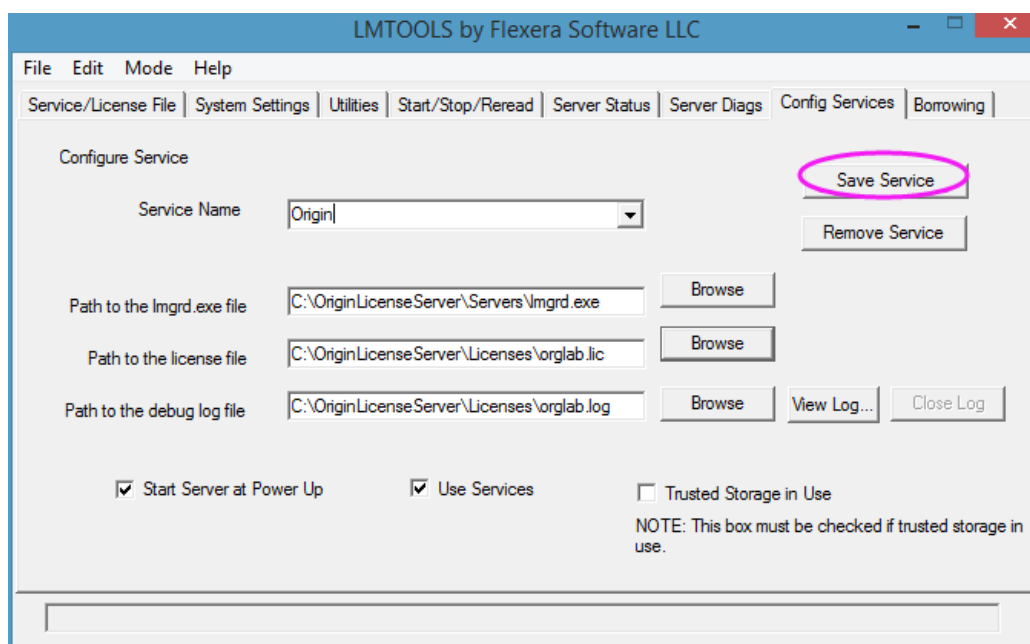 LMTOOLS by Flexera Software LLC
File Edit Mode Help
Service/License File System Settings Utilities Start/Stop/Reread Server Status Server Diags Config Services Borrowing
Configure Service
Save Service
Service Name Origin
Remove Service
Path to the lmgrd.exe file C:\OriginLicenseServer\Servers\lmgrd.exe Browse
Path to the license file C:\OriginLicenseServer\Licenses\orglab.lic Browse
Path to the debug log file C:\OriginLicenseServer\Licenses\orglab.log Browse View Log... Close Log
Start Server at Power Up Use Services Trusted Storage in Use
NOTE: This box must be checked if trusted storage in
use.